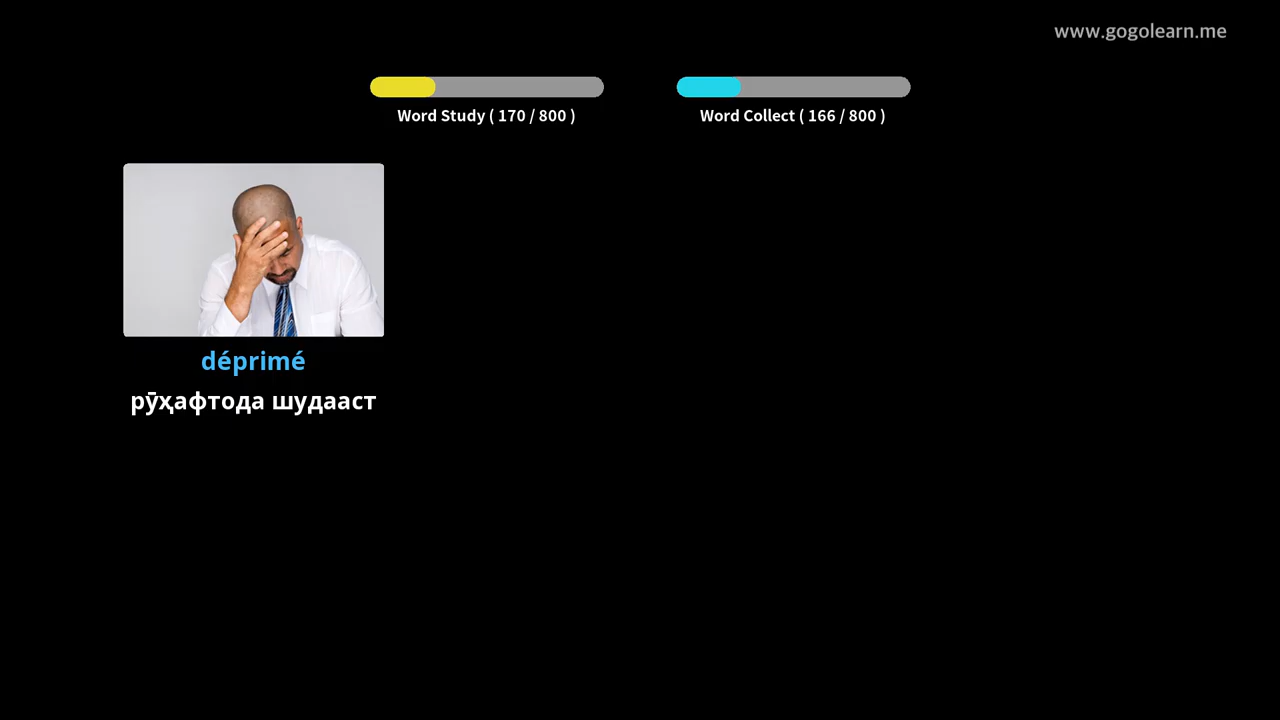 www.gogolearn.me
Word Study ( 170 / 800 )
Word Collect ( 166 / 800 )
déprimé
рӯҳафтода шудааст